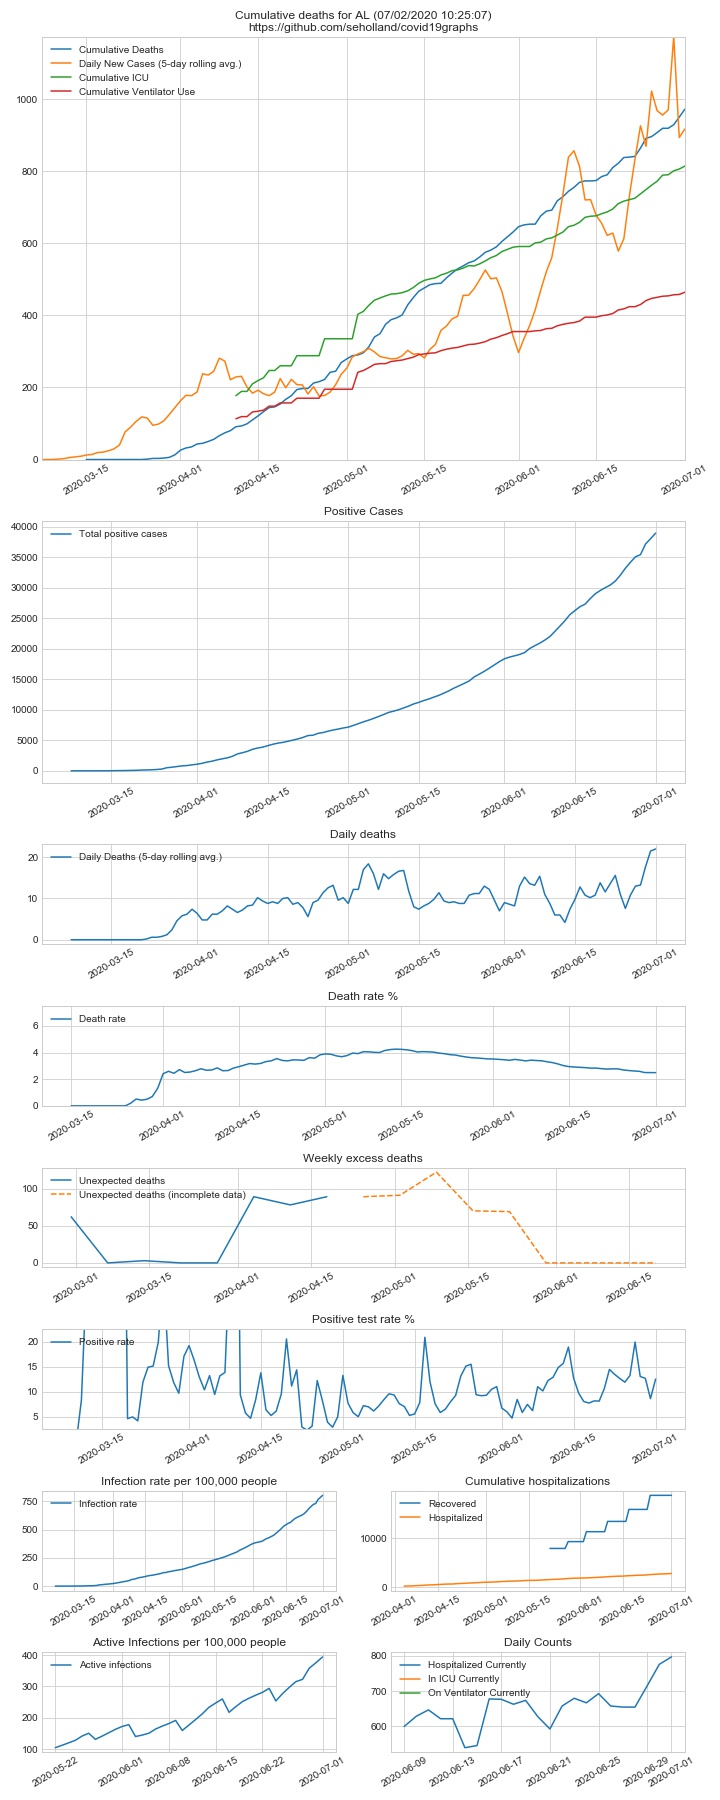 Cumulative deaths for AL (07/02/2020 10:25:07)
https://github.com/seholland/covid19graphs
Cumulative Deaths
Daily New Cases (5-day rolling avg.)
Cumulative ICU
Cumulative Ventilator Use
1000
800
600
400
200
0
2020-03-15 2020-04-01 2020-04-15 2020-05-01 2020-05-15 2020-06-01 2020-06-15 2020-07-01
Positive Cases
Total positive cases
40000
35000
30000
25000
20000
15000
10000
5000
0
2020-03-15 2020-04-01 2020-04-15 2020-05-01 2020-05-15 2020-06-01 2020-06-15 2020-07-01
Daily deaths
Daily Deaths (5-day rolling avg.)
20
10
0
2020-03-15 2020-04-01 2020-04-15 2020-05-01 2020-05-15 2020-06-01 2020-06-15 2020-07-01
Death rate %
Death rate
6
4
2
0
2020-03-15 2020-04-01 2020-04-15 2020-05-01 2020-05-15 2020-06-01 2020-06-15 2020-07-01
Weekly excess deaths
Unexpected deaths
Unexpected deaths (incomplete data)
100
50
0
2020-03-01 2020-03-15 2020-04-01 2020-04-15 2020-05-01 2020-05-15 2020-06-01 2020-06-15
Positive test rate %
Positive rate
20
15
10
5
2020-03-15 2020-04-01 2020-04-15 2020-05-01 2020-05-15 2020-06-01 2020-06-15 2020-07-01
Infection rate per 100,000 people
Infection rate
750
500
250
0
2020-03-15 2020-04-01 2020-04-15 2020-05-01 2020-05-15 2020-06-01 2020-06-15 2020-07-01
Cumulative hospitalizations
Recovered
Hospitalized
10000
0
2020-04-01 2020-04-15 2020-05-01 2020-05-15 2020-06-01 2020-06-15 2020-07-01
Active Infections per 100,000 people
Active infections
400
300
200
100
2020-05-22 2020-06-01 2020-06-08 2020-06-15 2020-06-22 2020-07-01
Daily Counts
Hospitalized Currently
In ICU Currently
On Ventilator Currently
800
700
600
2020-06-09 2020-06-13 2020-06-17 2020-06-21 2020-06-25 2020-06-29 2020-07-01